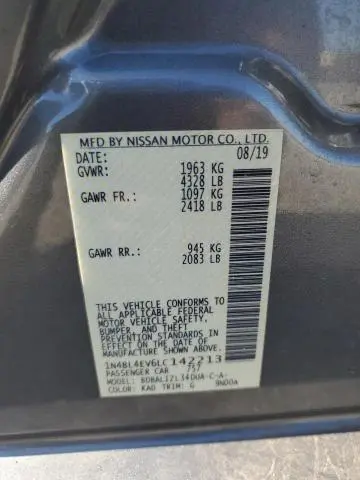 MFD BY NISSAN MOTOR CO., LTD.
DATE: 08/19
GVWR: 1963 KG
4328 LB
GAWR FR.: 1097 KG
2418 LB
GAWR RR.: 945 KG
2083 LB
THIS VEHICLE CONFORMS TO
ALL APPLICABLE FEDERAL
MOTOR VEHICLE SAFETY,
BUMPER, AND THEFT
PREVENTION STANDARDS IN
EFFECT ON THE DATE OF
MANUFACTURE SHOWN ABOVE.
1N4BL4EV6LC142213
PASSENGER CAR 757
MODEL: BDBALIZL34DUA-C-A-
COLOR: KAD TRIM: G 9N00A